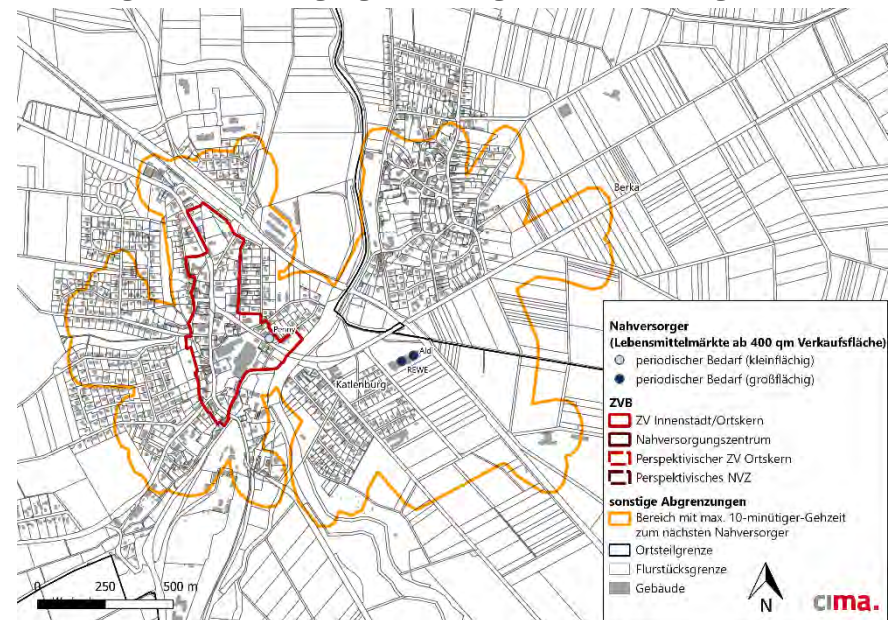 Berka
Penny
Ald
REWE
Katlenburg
0 250 500 m
N
Nahversorger
(Lebensmittelmärkte ab 400 qm Verkaufsfläche)
periodischer Bedarf (kleinflächig)
periodischer Bedarf (großflächig)
ZVB
ZV Innenstadt/Ortskern
Nahversorgungszentrum
Perspektivischer ZV Ortskern
Perspektivisches NVZ
sonstige Abgrenzungen
Bereich mit max. 10-minütiger-Gehzeit
zum nächsten Nahversorger
Ortsteilgrenze
Flurstücksgrenze
Gebäude
cima.